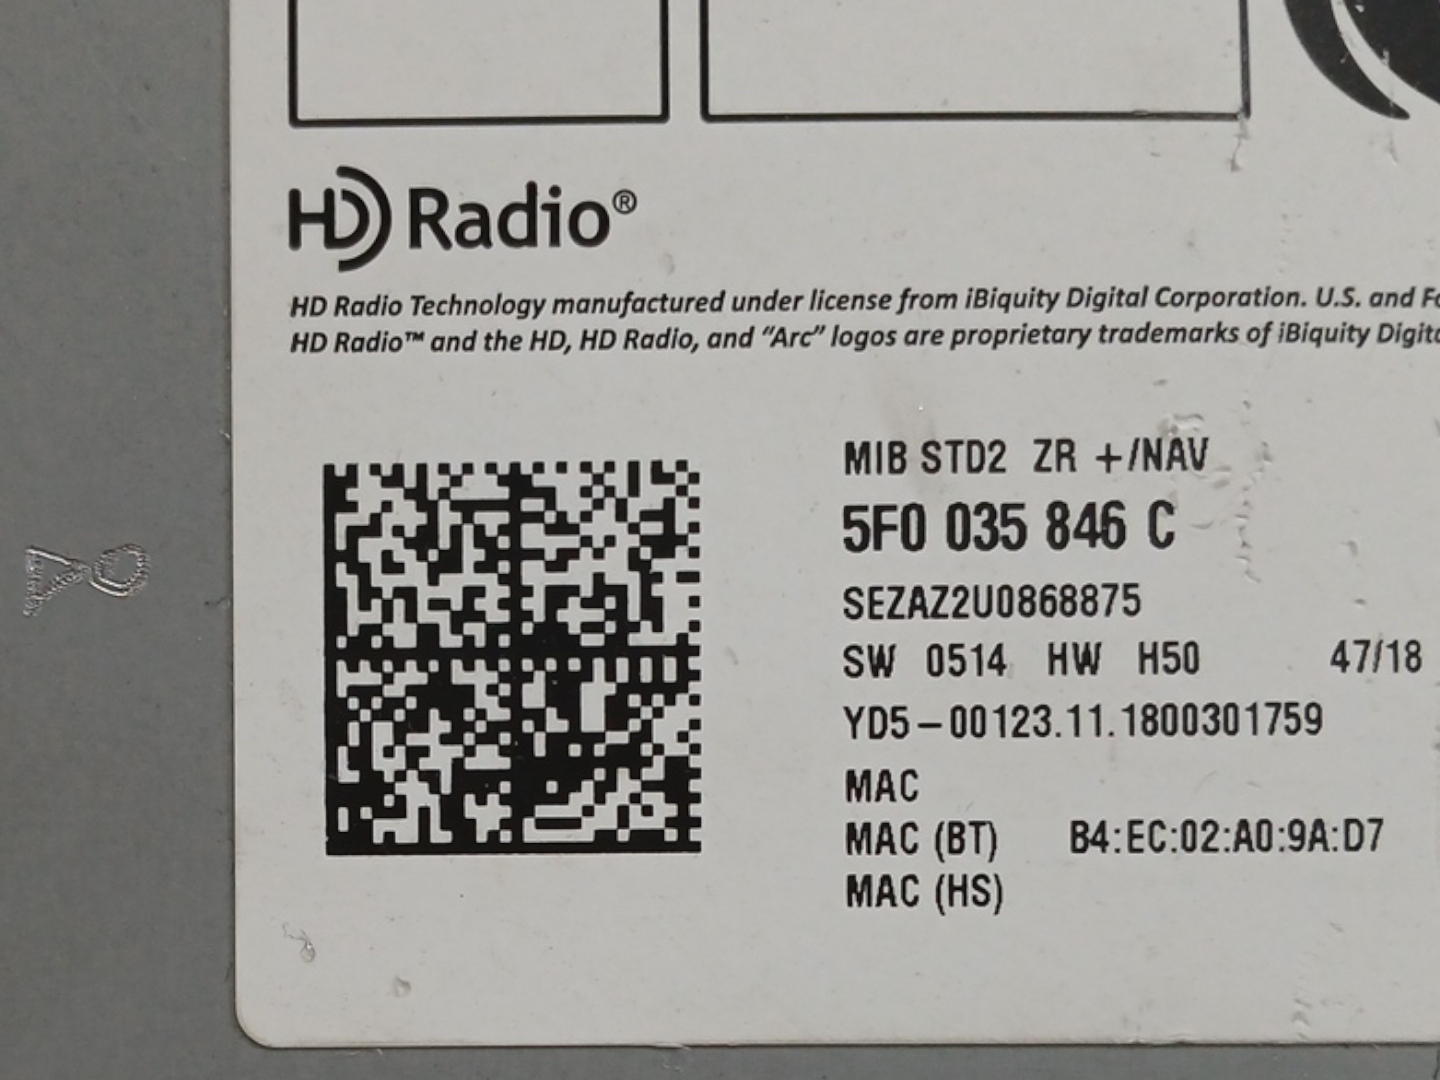 HD Radio®
HD Radio Technology manufactured under license from iBiquity Digital Corporation. U.S. and
HD Radio™ and the HD, HD Radio, and “Arc” logos are proprietary trademarks of iBiquity
MIB STD2 ZR +/NAV
5F0 035 846 C
SEZAZ2U0868875
SW 0514 HW H50 47/18
YD5-00123.11.1800301759
MAC
MAC (BT) B4:EC:02:A0:9A:D7
MAC (HS)